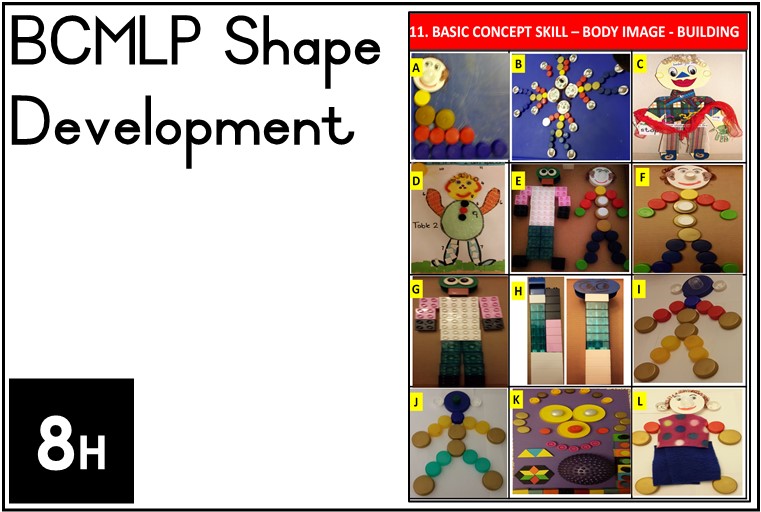 BCMLP Shape
Development
8H
11. BASIC CONCEPT SKILL – BODY IMAGE - BUILDING
A
B
C
D
Table 2
E
F
G
H
I
J
K
L